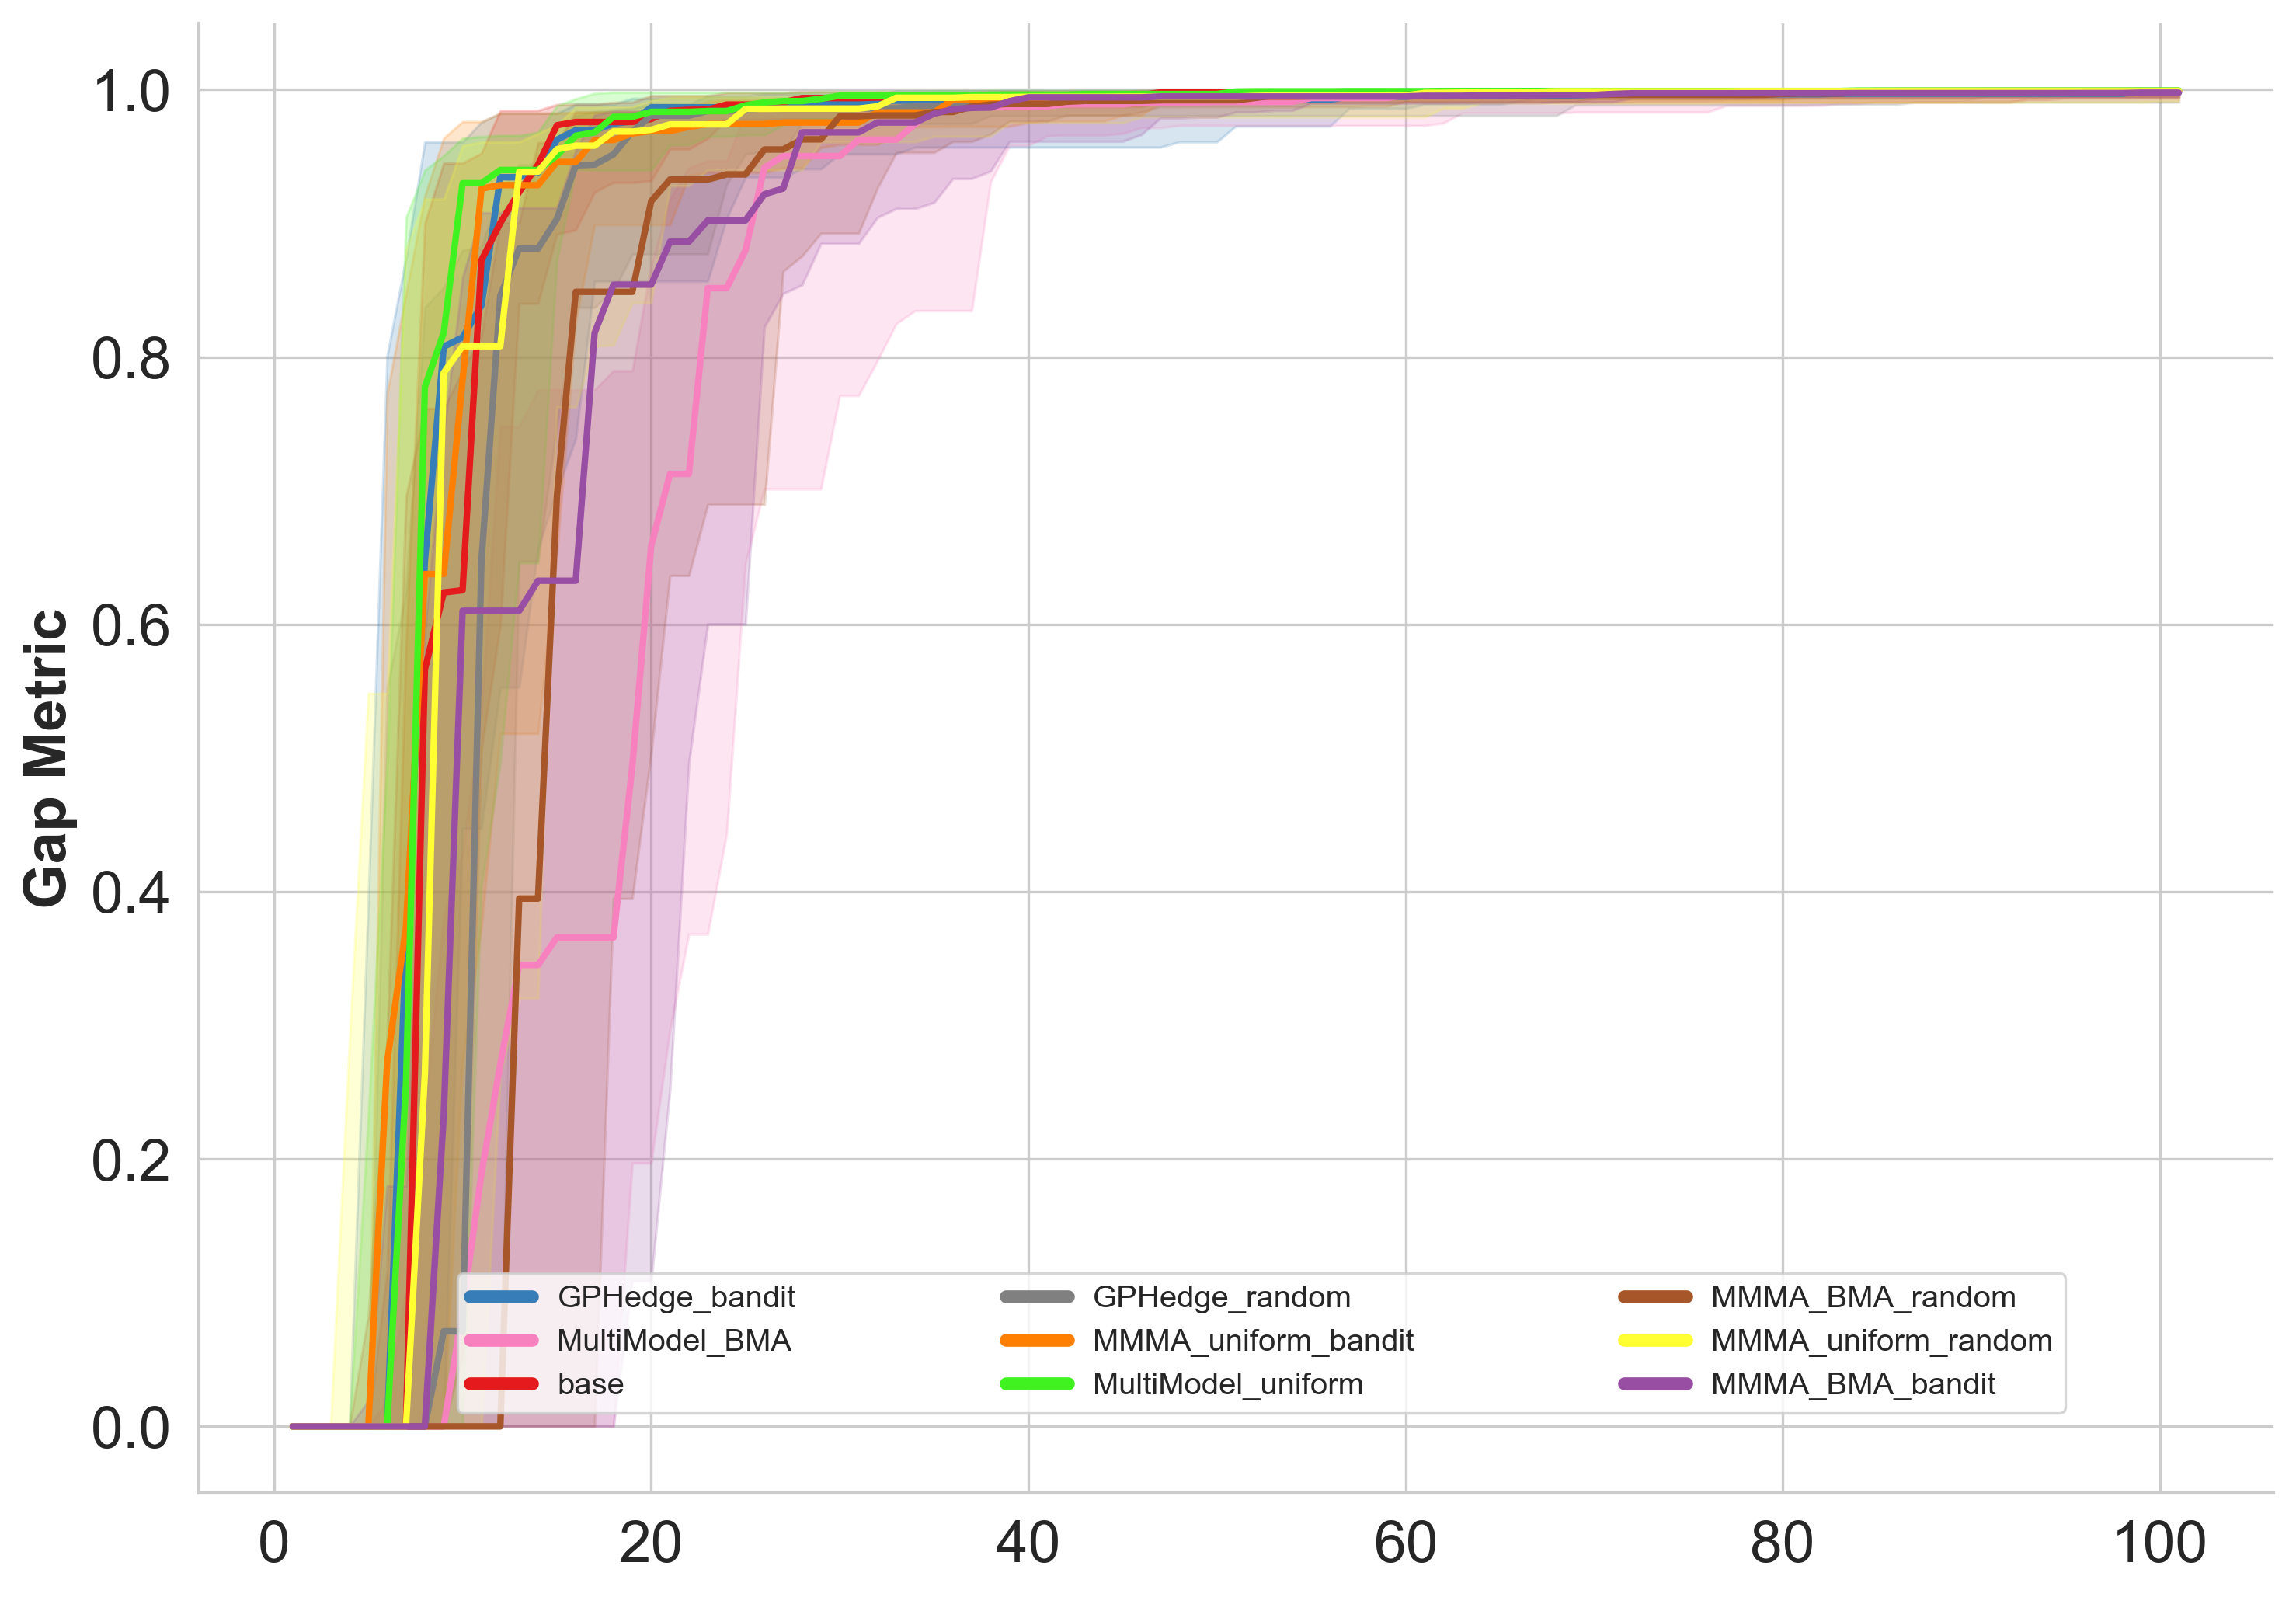 1.0
0.8
0.6
0.4
0.2
0.0
Gap Metric
GPHedge_bandit
MultiModel_BMA
base
GPHedge_random
MMMA_uniform_bandit
MultiModel_uniform
MMMA_BMA_random
MMMA_uniform_random
MMMA_BMA_bandit
0 20 40 60 80 100